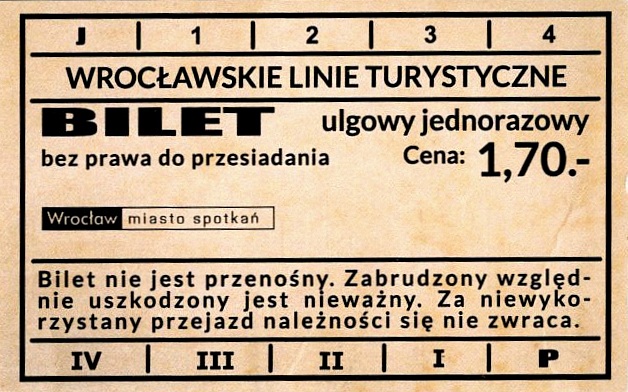 J | 1 | 2 | 3 | 4
WROCŁAWSKIE LINIE TURYSTYCZNE
BILET ulgowy jednorazowy
bez prawa do przesiadania Cena: 1,70.-
Wrocław miasto spotkań
Bilet nie jest przenośny. Zabrudzony względ-
nie uszkodzony jest nieważny. Za niewyko-
rzystany przejazd należności się nie zwraca.
IV | III | II | I | P